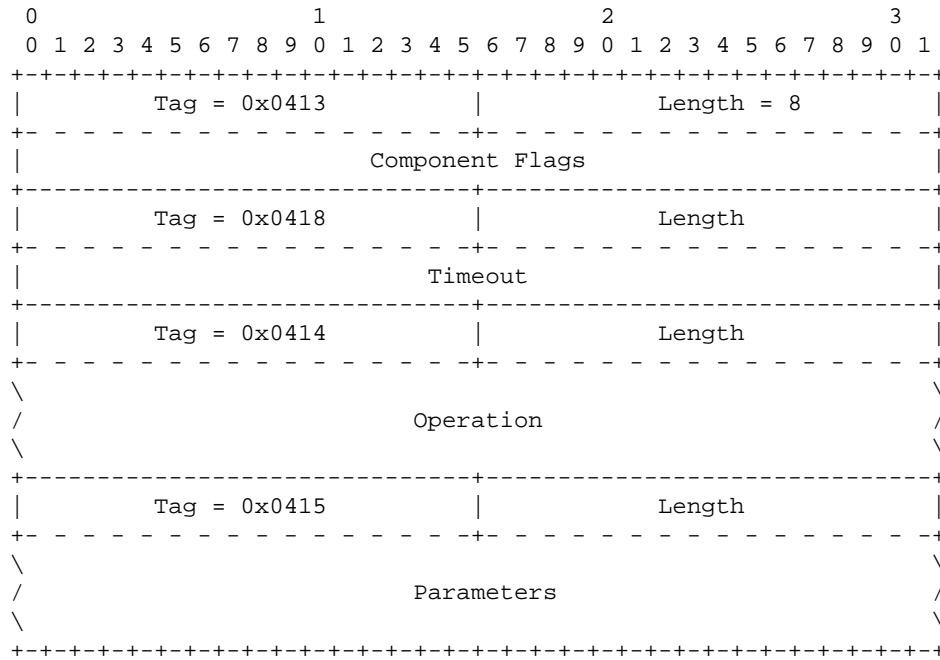 0                   1                   2                   3
0 1 2 3 4 5 6 7 8 9 0 1 2 3 4 5 6 7 8 9 0 1 2 3 4 5 6 7 8 9 0 1
+-+-+-+-+-+-+-+-+-+-+-+-+-+-+-+-+-+-+-+-+-+-+-+-+-+-+-+-+-+-+-+-+
|         Tag = 0x0413          |            Length = 8         |
+- - - - - - - - - - - - - - - -+- - - - - - - - - - - - - - - -+
|                        Component Flags                        |
+-------------------------------+-------------------------------+
|         Tag = 0x0418          |            Length             |
+- - - - - - - - - - - - - - - -+- - - - - - - - - - - - - - - -+
|                            Timeout                            |
+-------------------------------+-------------------------------+
|         Tag = 0x0414          |            Length             |
+- - - - - - - - - - - - - - - -+- - - - - - - - - - - - - - - -+
\                                                               \
/                           Operation                           /
\                                                               \
+-------------------------------+-------------------------------+
|         Tag = 0x0415          |            Length             |
+- - - - - - - - - - - - - - - -+- - - - - - - - - - - - - - - -+
\                                                               \
/                           Parameters                          /
\                                                               \
+-+-+-+-+-+-+-+-+-+-+-+-+-+-+-+-+-+-+-+-+-+-+-+-+-+-+-+-+-+-+-+-+